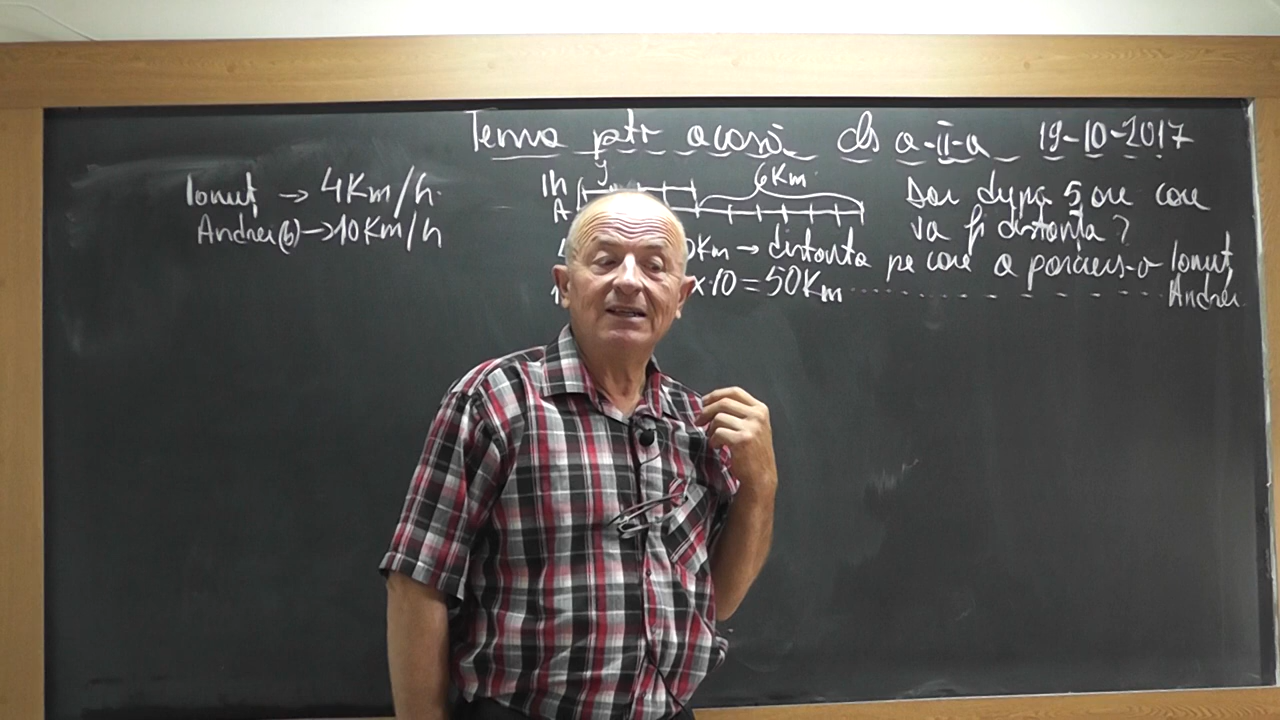 Tema ptr acasă cls a-II-a 19-10-2017
Ionuț → 4Km/h.
Andrei(b) → 10Km/h
1h
A
6Km.
Dar după 5 ore care
va fi distanța?
0Km → distanța pe care a parcurs-o Ionuț
x 10 = 50Km Andrei